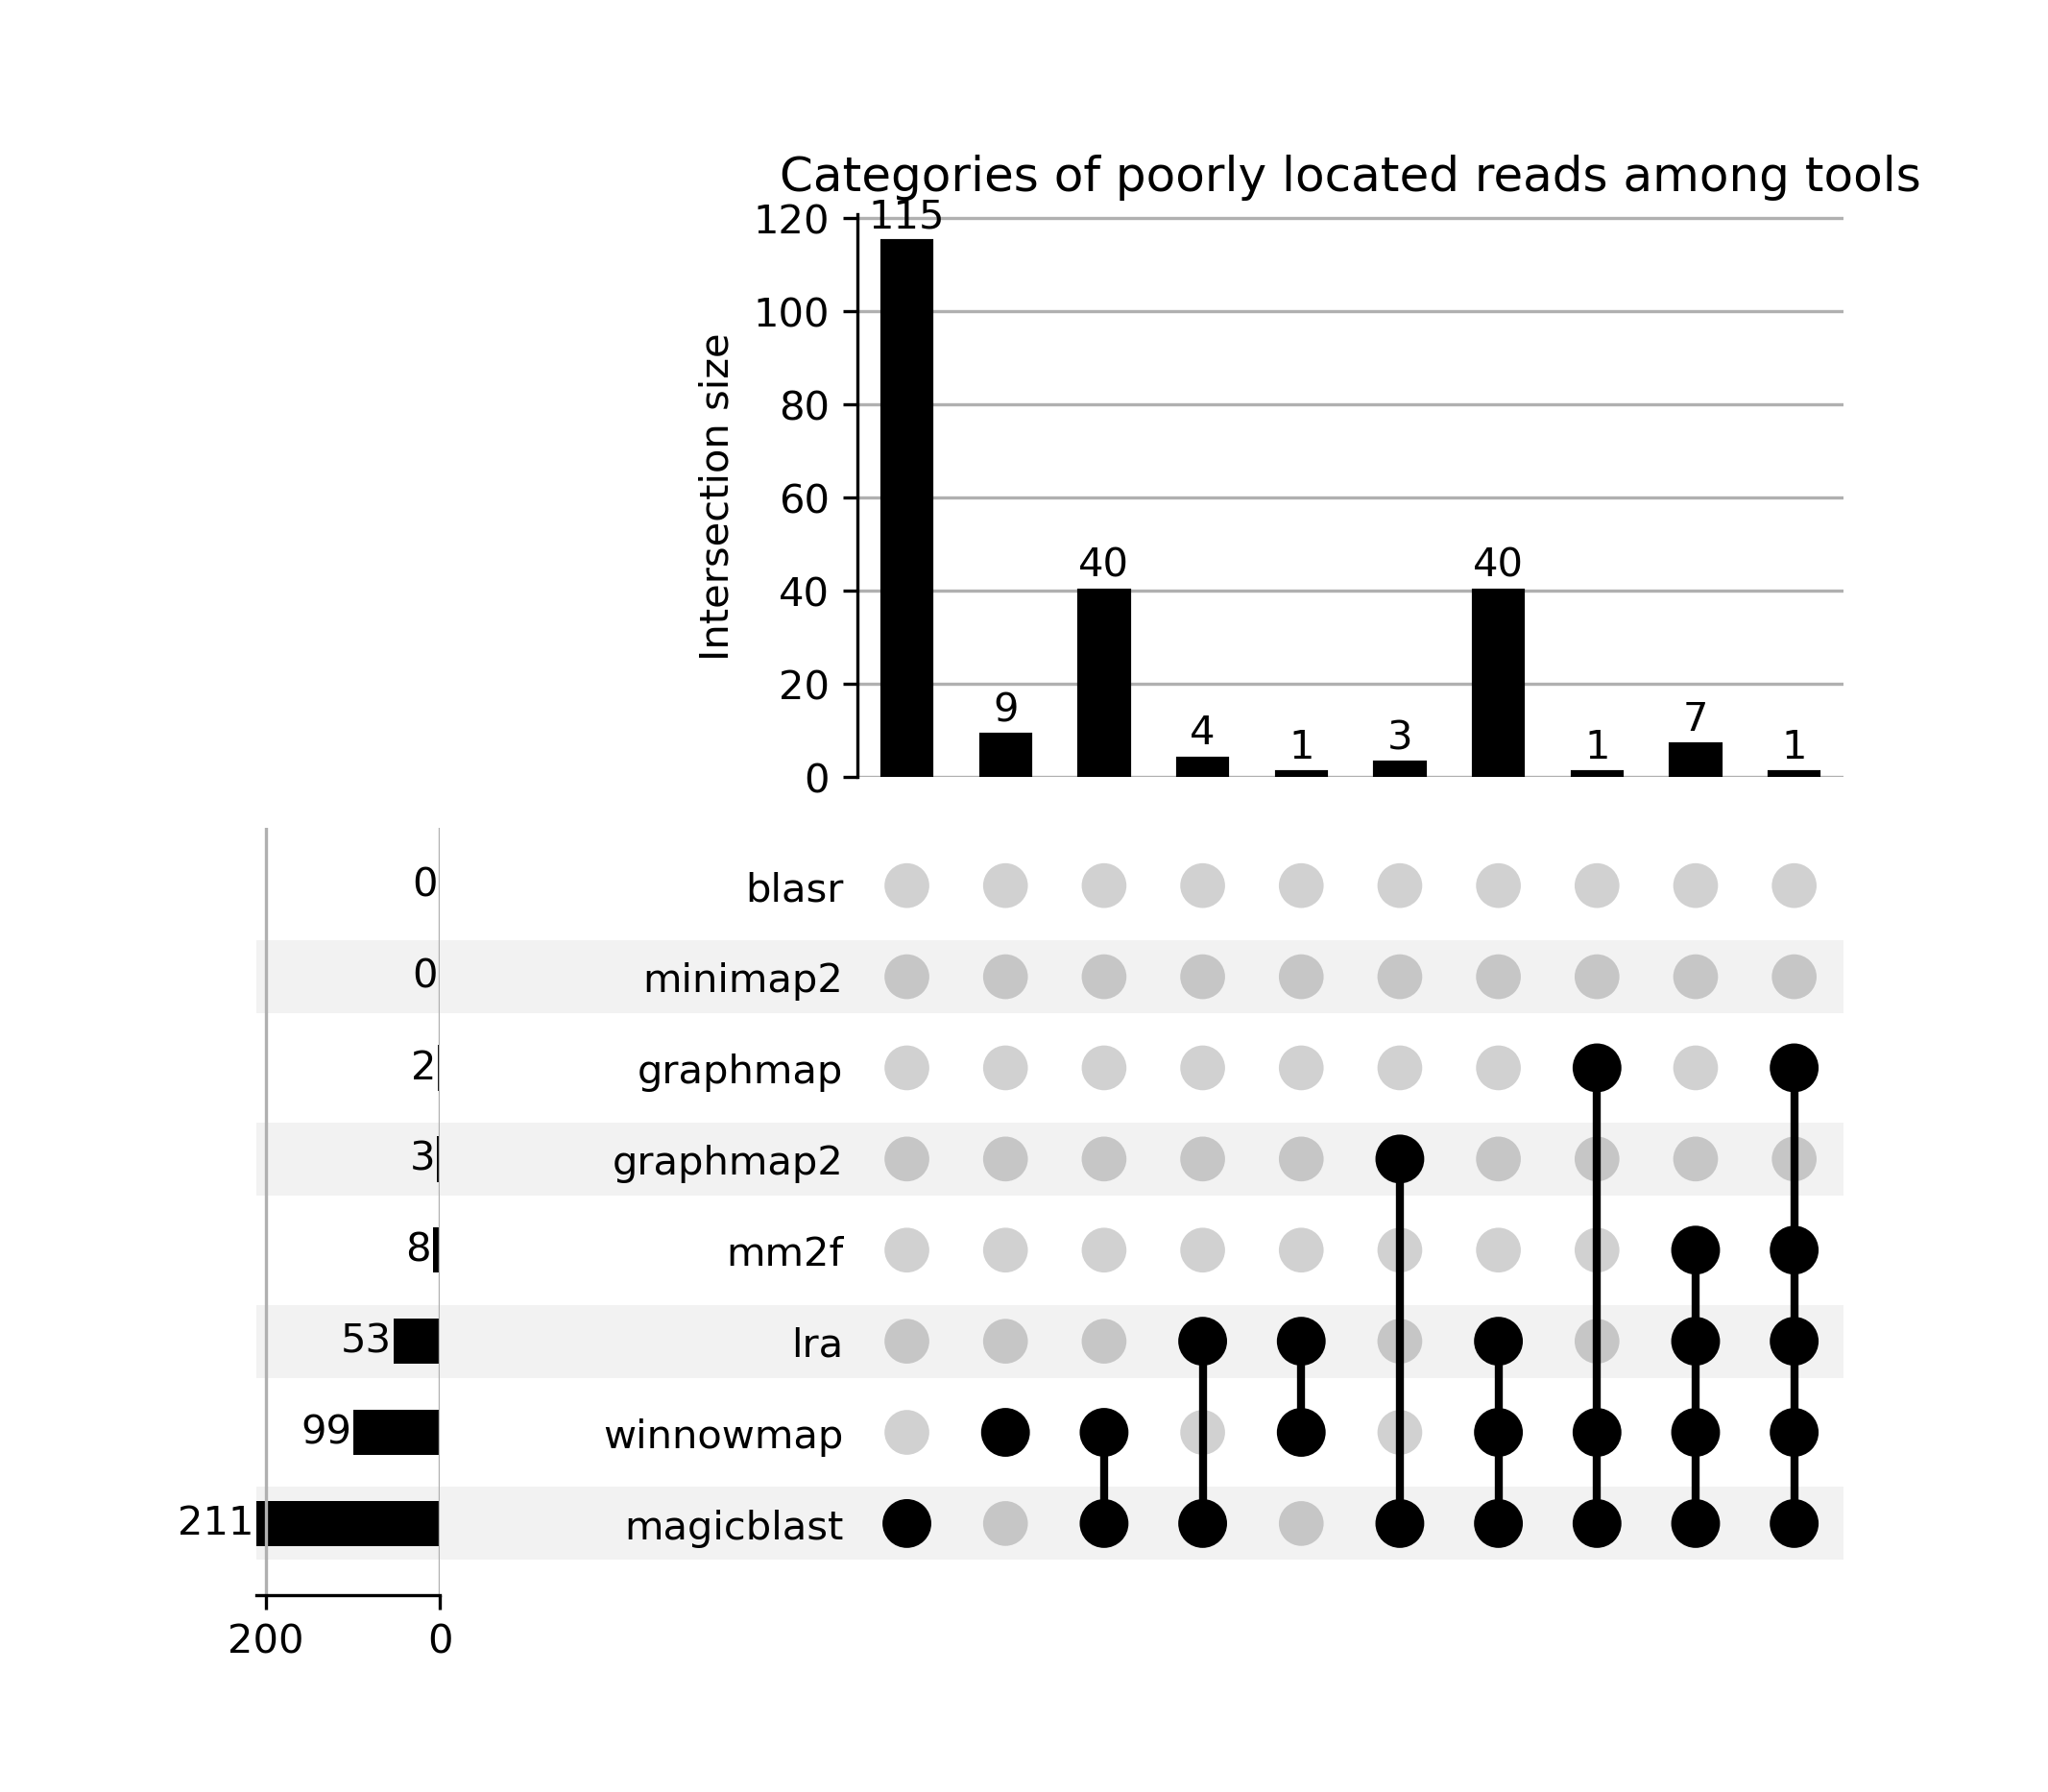 Categories of poorly located reads among tools
120
100
80
60
40
20
0
Intersection size
115
9
40
4
1
3
40
1
7
1
0 blasr
0 minimap2
2 graphmap
3 graphmap2
8 mm2f
53 lra
99 winnowmap
211 magicblast
200 0